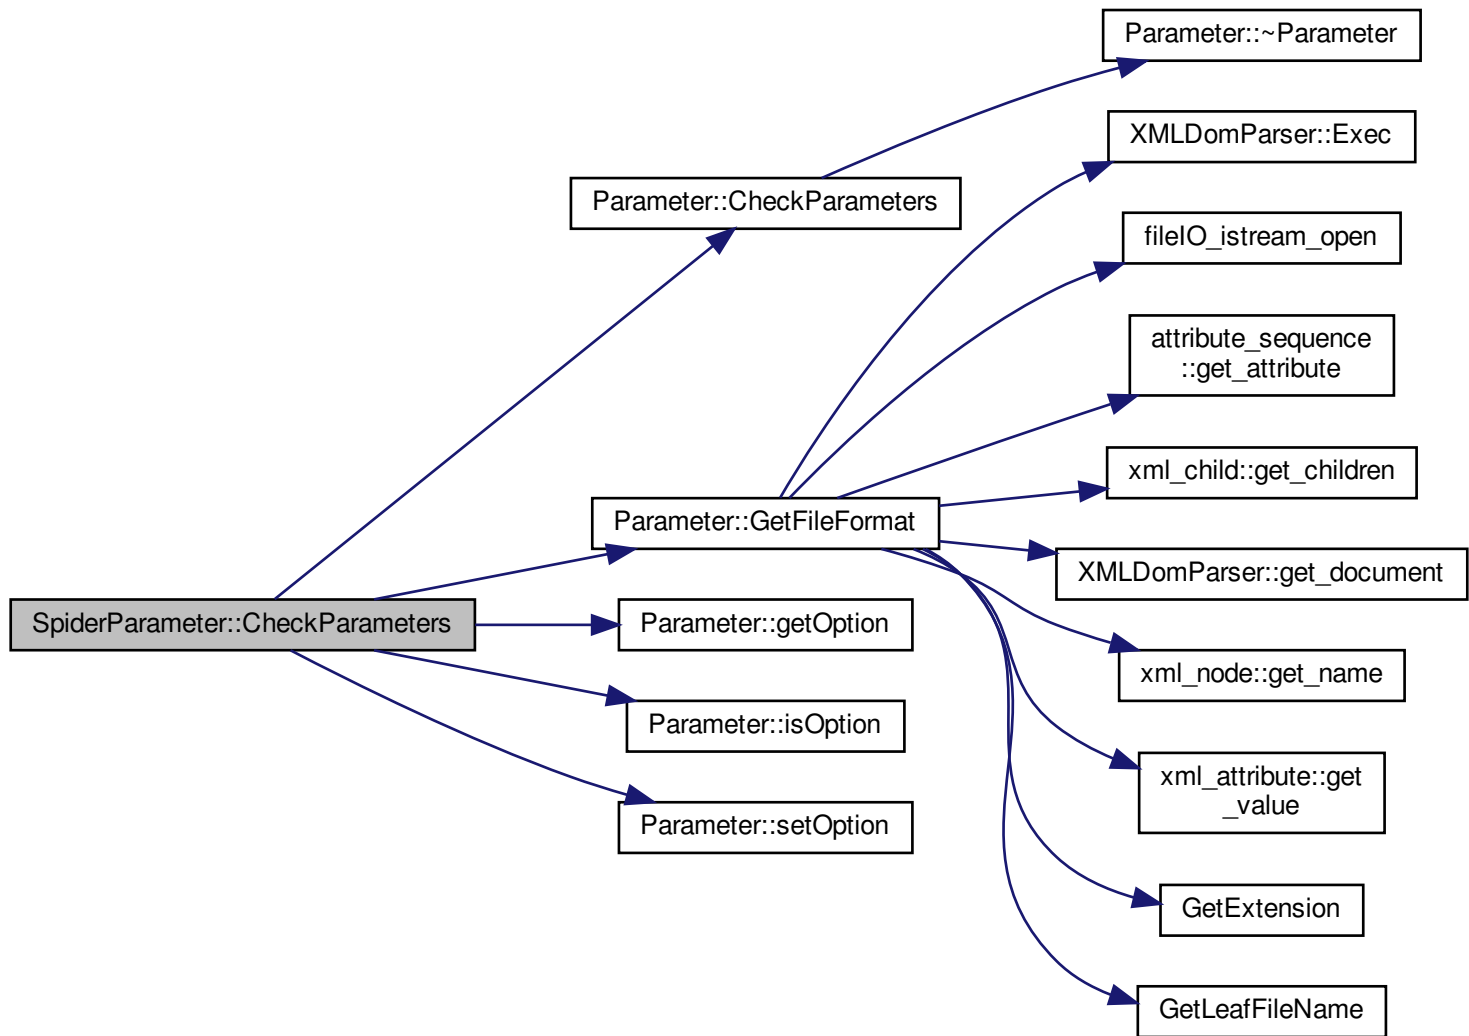 Parameter::~Parameter
XMLDomParser::Exec
Parameter::CheckParameters
fileIO_istream_open
attribute_sequence
::get_attribute
xml_child::get_children
Parameter::GetFileFormat
XMLDomParser::get_document
SpiderParameter::CheckParameters
Parameter::getOption
xml_node::get_name
Parameter::isOption
xml_attribute::get
_value
Parameter::setOption
GetExtension
GetLeafFileName